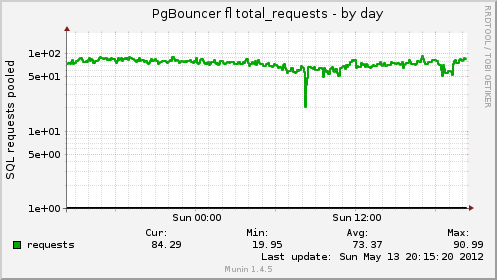 PgBouncer fl total_requests - by day
RRDTOOL / TOBI OETIKER
SQL requests pooled
1e+02
5e+01
1e+01
5e+00
1e+00
Sun 00:00 Sun 12:00
Cur: Min: Avg: Max:
requests 84.29 19.95 73.37 90.99
Last update: Sun May 13 20:15:20 2012
Munin 1.4.5